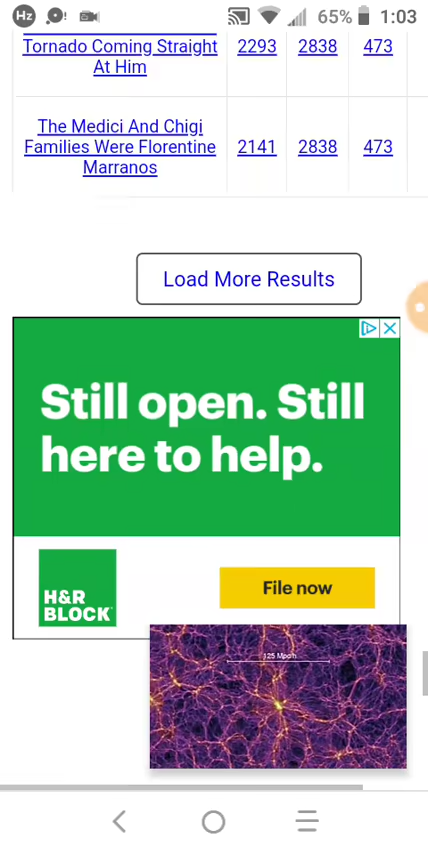 Hz 65% 1:03
Tornado Coming Straight
At Him
2293 2838 473
The Medici And Chigi
Families Were Florentine
Marranos
2141 2838 473
Load More Results
Still open. Still
here to help.
H&R
BLOCK
File now
125 Mpc/h